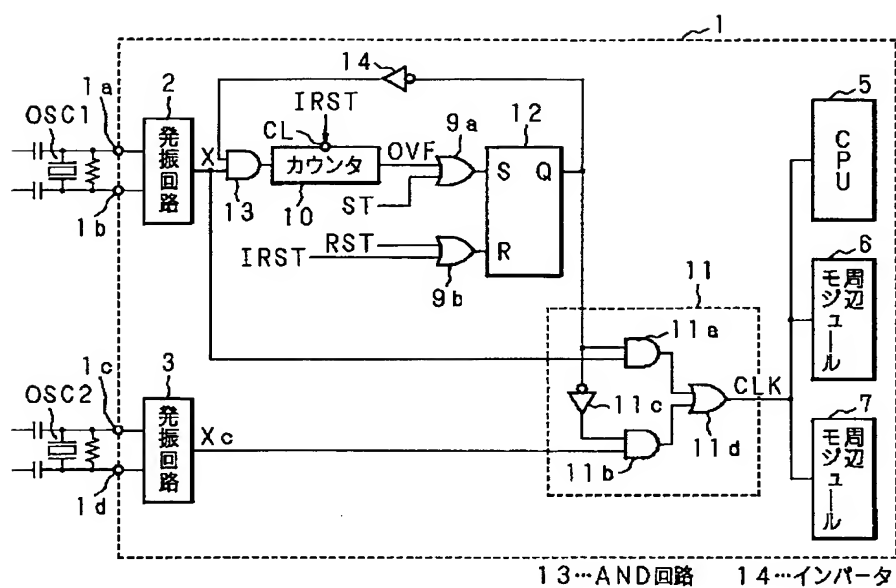 1
14
1a
2
IRST
9a
12
5
OSC1
発振回路
X
CL
カウンタ
OVF
S
Q
CPU
13
10
ST
1b
RST
IRST
R
9b
6
周辺モジュール
11
11a
1c
3
OSC2
発振回路
Xc
11c
CLK
7
周辺モジュール
11b
11d
1d
13…AND回路 14…インバータ